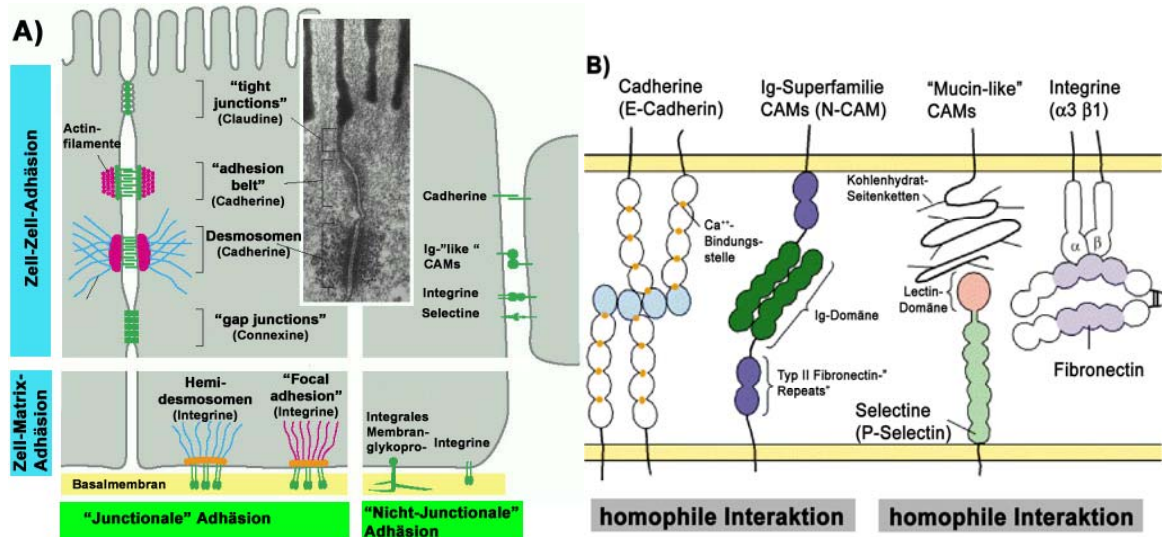 A)
Zell-Zell-Adhäsion
Zell-Matrix-
Adhäsion
"tight
junctions"
(Claudine)
Actin-
filamente
"adhesion
belt"
(Cadherine)
Desmosomen
(Cadherine)
"gap junctions"
(Connexine)
Cadherine
Ig-"like "
CAMs
Integrine
Selectine
Hemi-
desmosomen
(Integrine)
"Focal
adhesion"
(Integrine)
Integrales
Membran-
glykopro-
Integrine
Basalmembran
"Junctionale" Adhäsion
"Nicht-Junctionale"
Adhäsion
B)
Cadherine
(E-Cadherin)
Ig-Superfamilie
CAMs (N-CAM)
"Mucin-like"
CAMs
Integrine
(α3 β1)
Kohlenhydrat-
Seitenketten
Ca++-
Bindungs-
stelle
α β
Lectin-
Domäne
Ig-Domäne
Fibronectin
Typ II Fibronectin-"
Repeats"
Selectine
(P-Selectin)
homophile Interaktion
homophile Interaktion